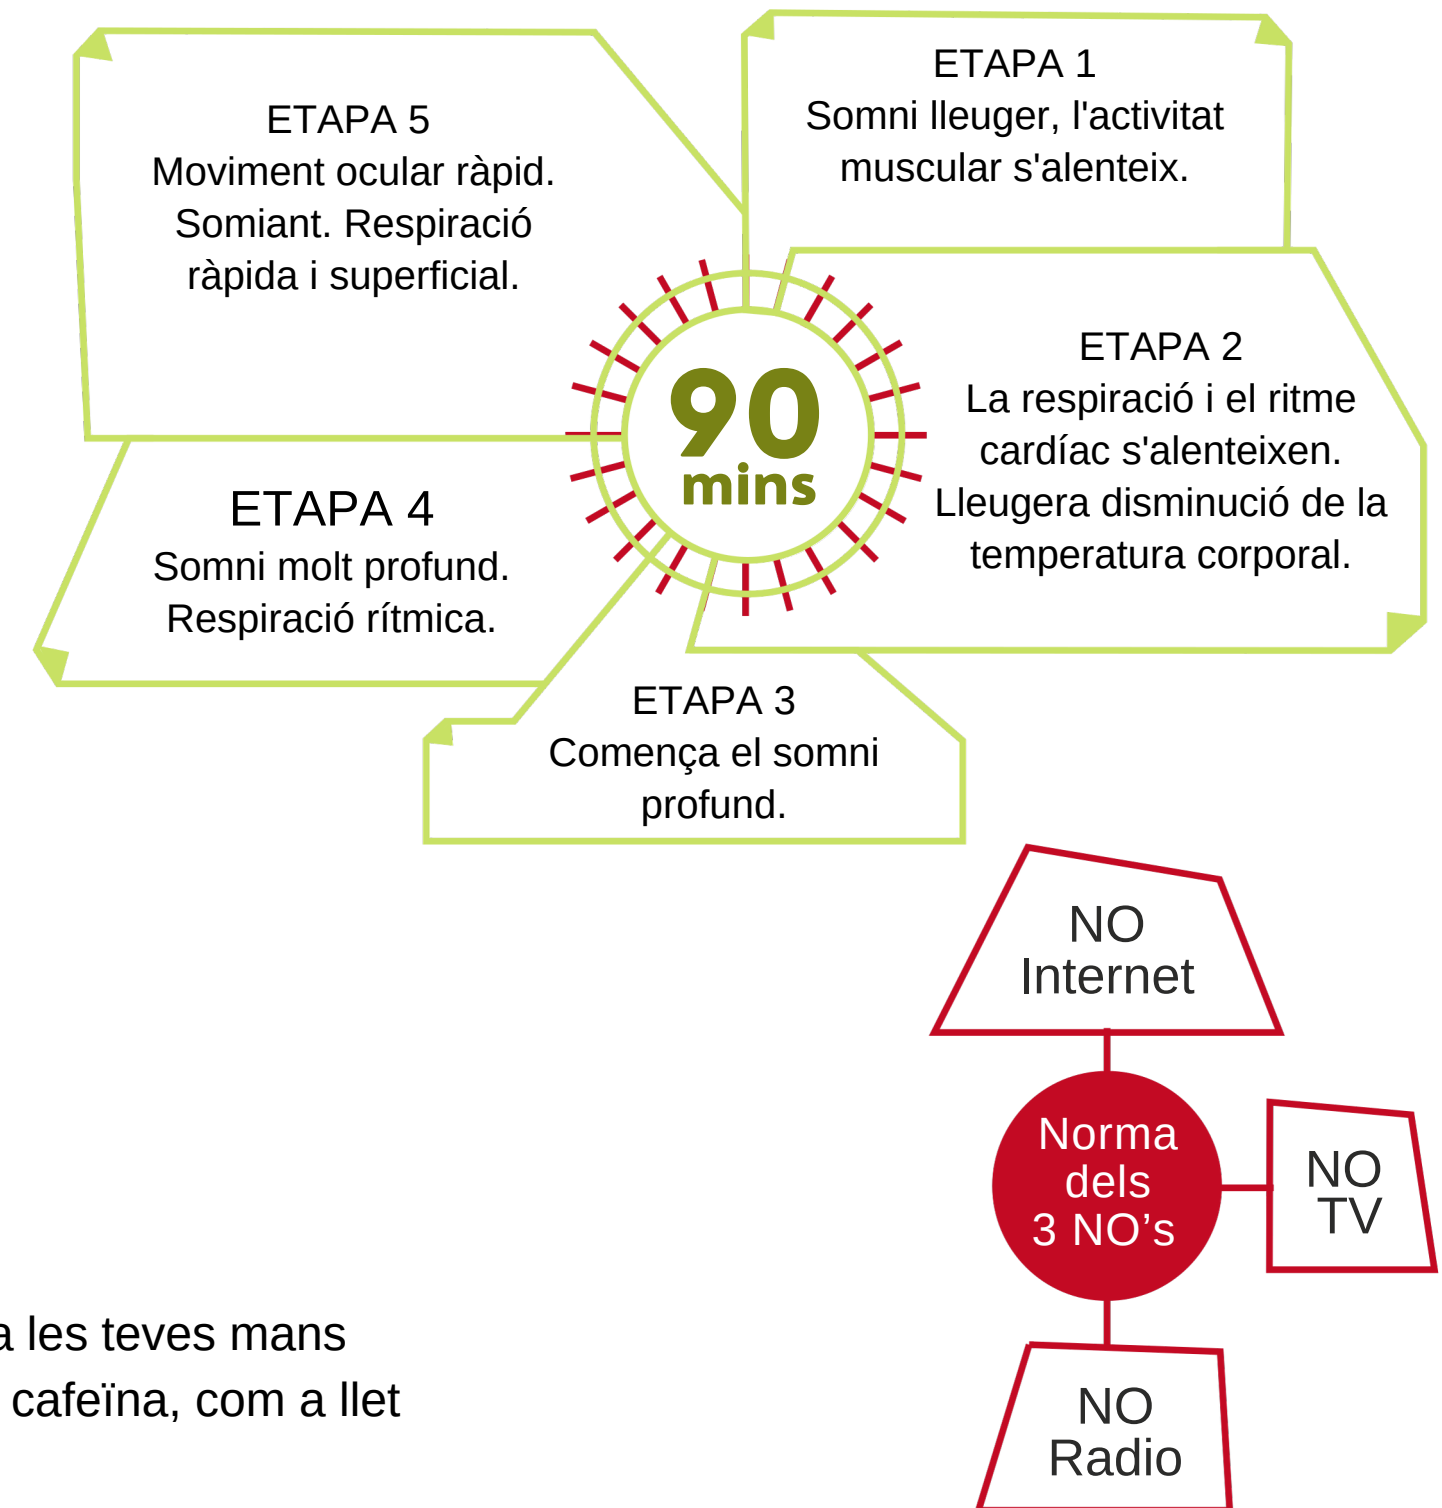 ETAPA 1
Somni lleuger, l'activitat
muscular s'alenteix.
ETAPA 2
La respiració i el ritme
cardíac s'alenteixen.
Lleugera disminució de la
temperatura corporal.
ETAPA 3
Comença el somni
profund.
ETAPA 4
Somni molt profund.
Respiració rítmica.
ETAPA 5
Moviment ocular ràpid.
Somiant. Respiració
ràpida i superficial.
90
mins
NO
Internet
Norma
dels
3 NO’s
NO
TV
NO
Radio
a les teves mans
cafeïna, com a llet